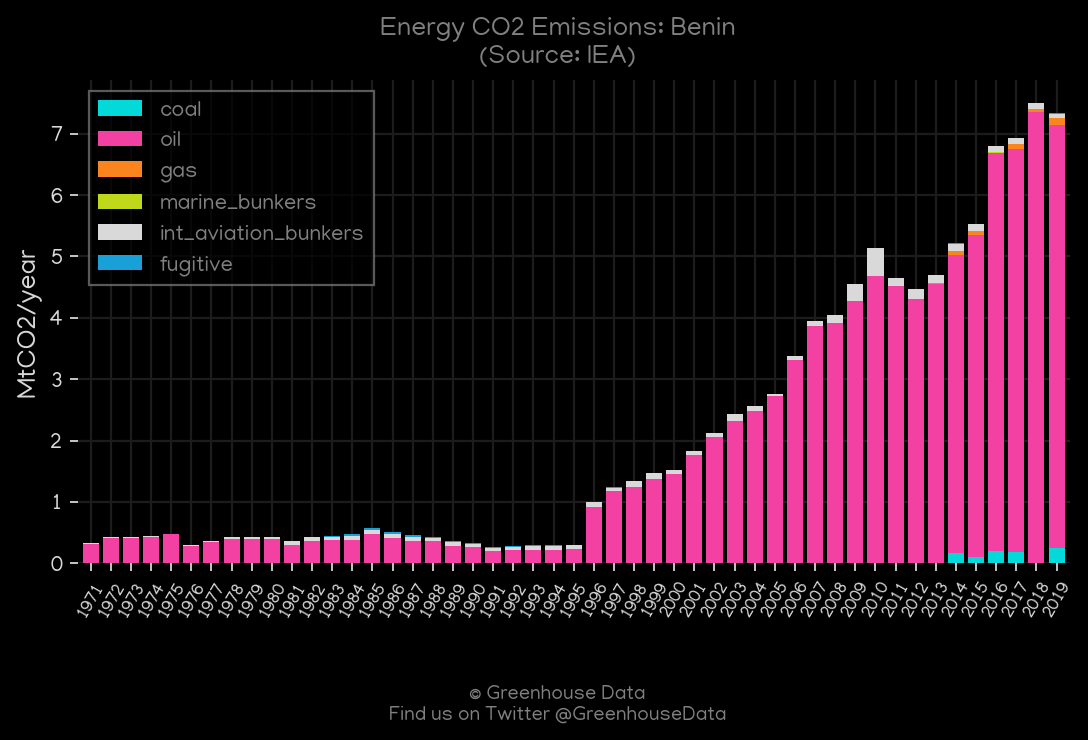 Energy CO2 Emissions: Benin
(Source: IEA)
coal
oil
gas
marine_bunkers
int_aviation_bunkers
fugitive
MtCO2/year
7
6
5
4
3
2
1
0
1971 1972 1973 1974 1975 1976 1977 1978 1979 1980 1981 1982 1983 1984 1985 1986 1987 1988 1989 1990 1991 1992 1993 1994 1995 1996 1997 1998 1999 2000 2001 2002 2003 2004 2005 2006 2007 2008 2009 2010 2011 2012 2013 2014 2015 2016 2017 2018 2019
© Greenhouse Data
Find us on Twitter @GreenhouseData